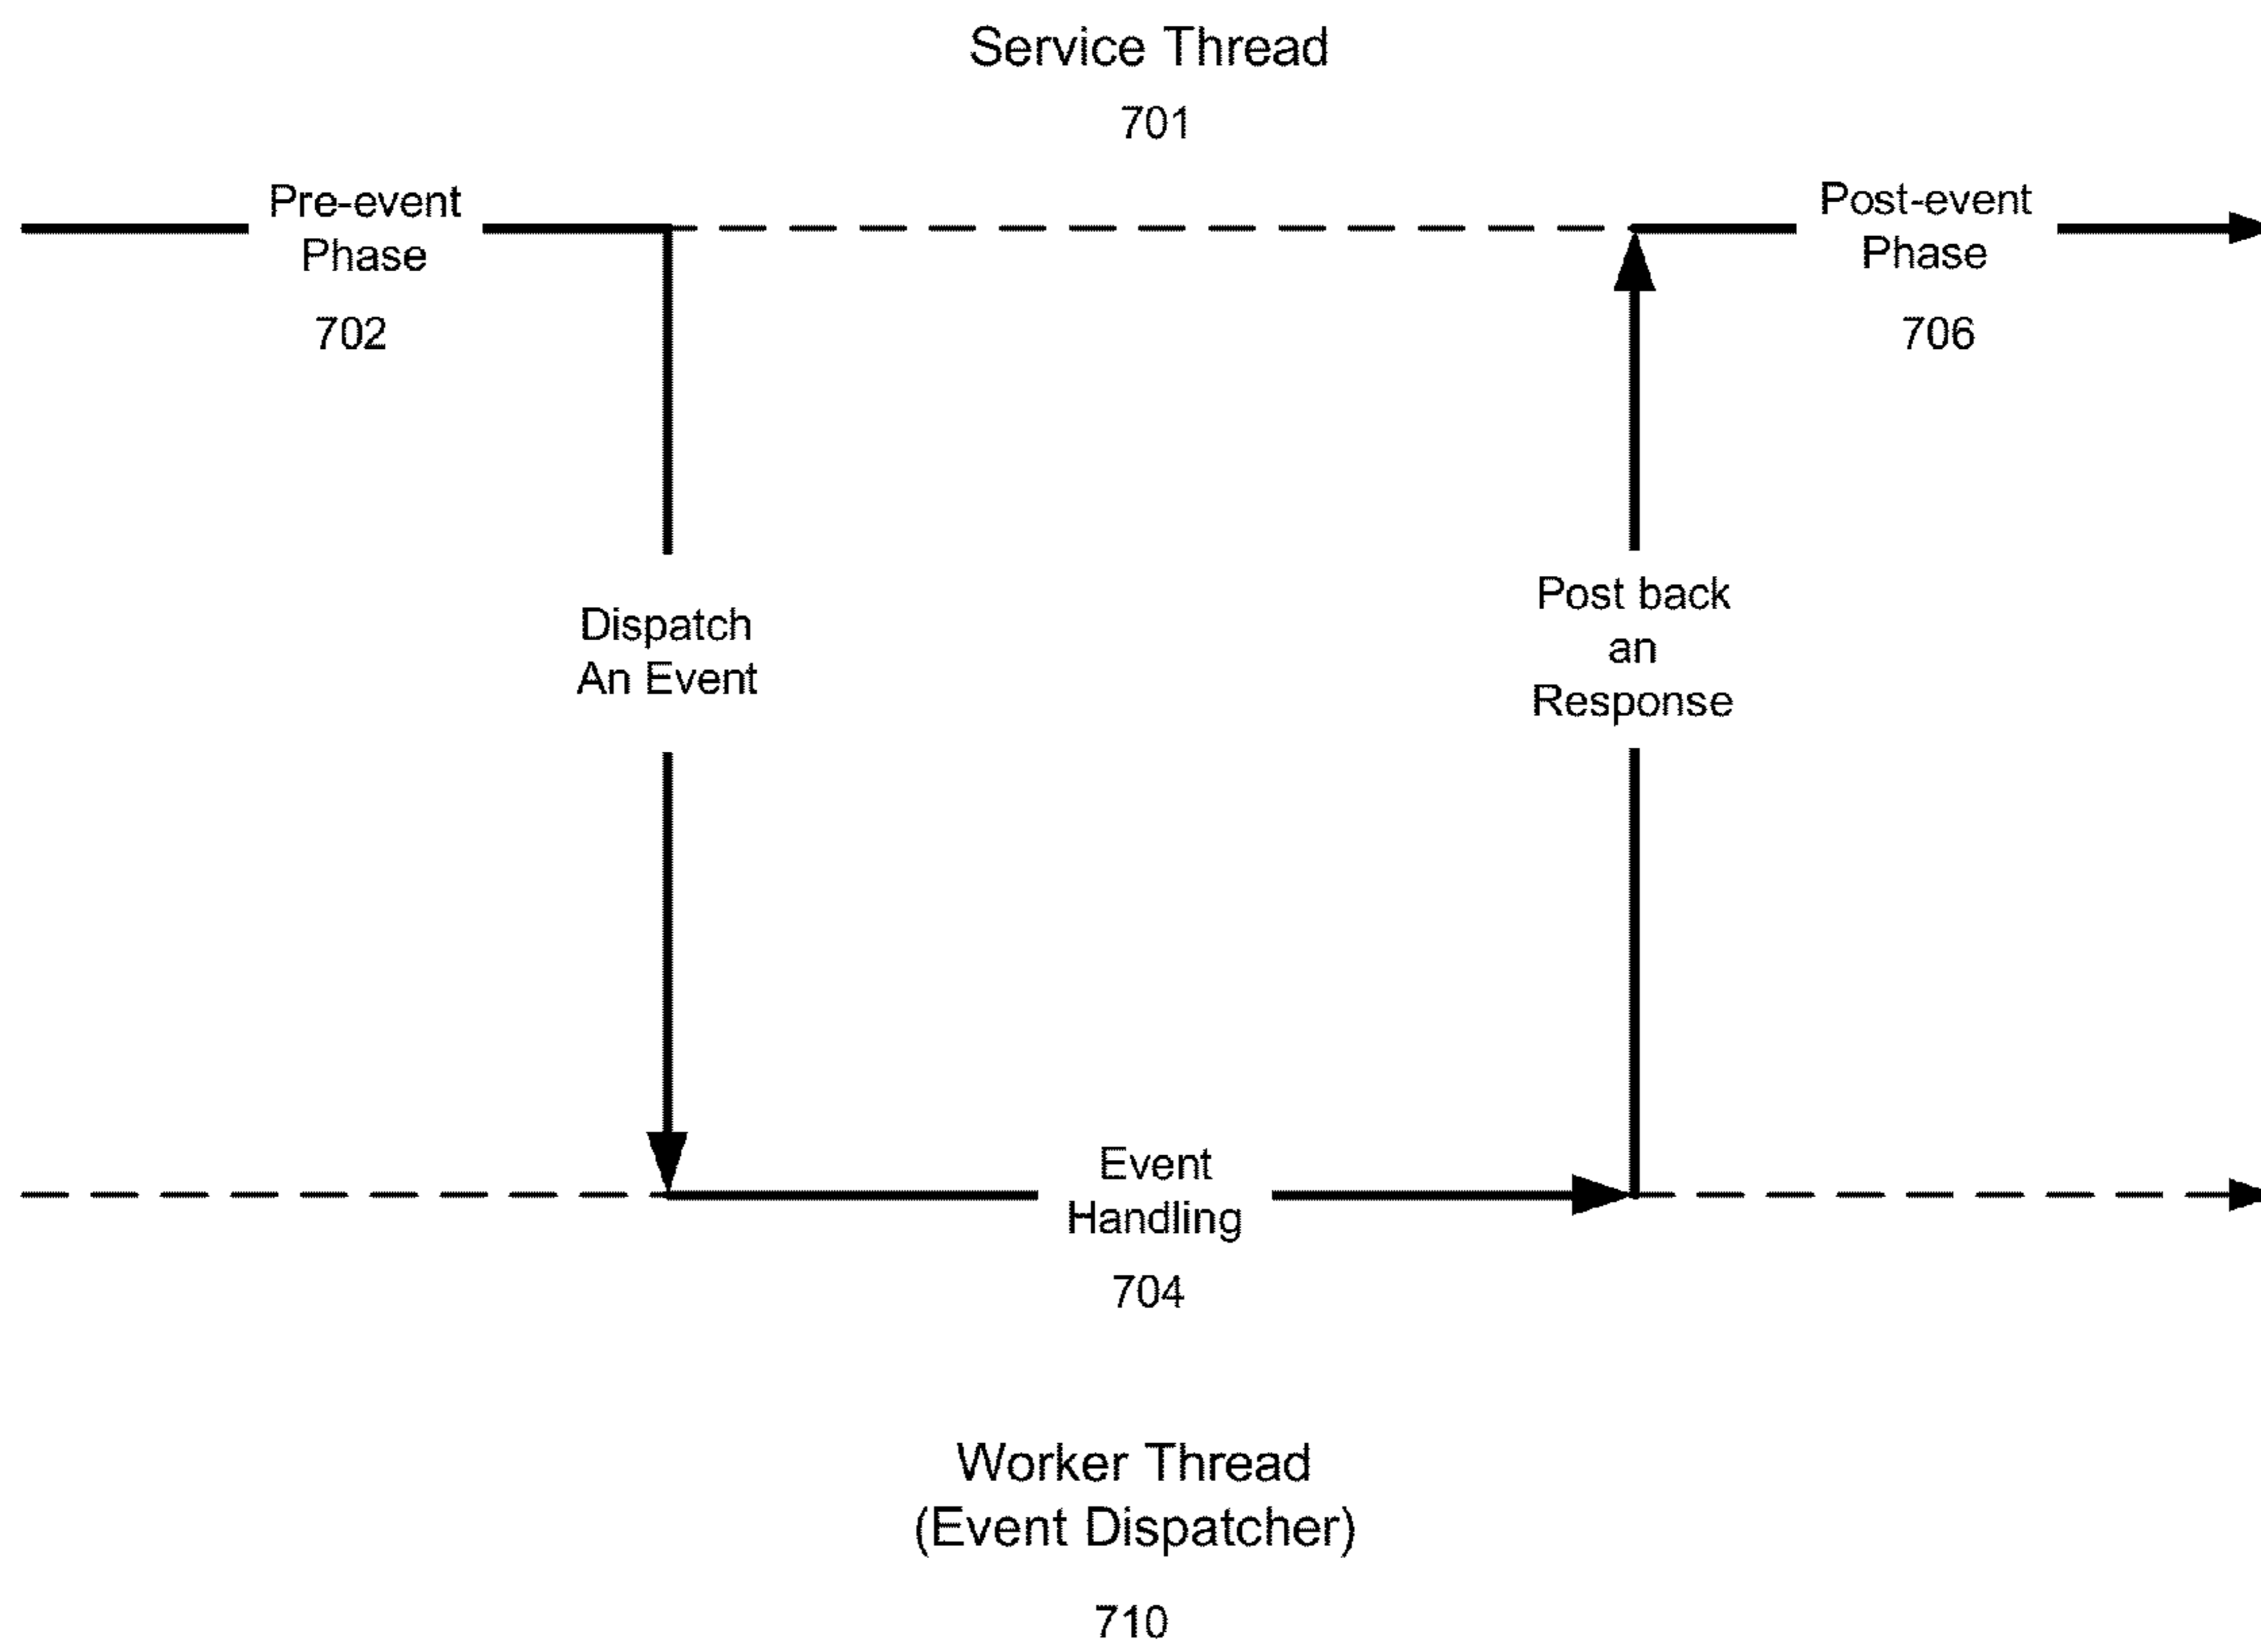 Service Thread
701
Pre-event
Phase
702
Post-event
Phase
706
Dispatch
An Event
Post back
an
Response
Event
Handling
704
Worker Thread
(Event Dispatcher)
710